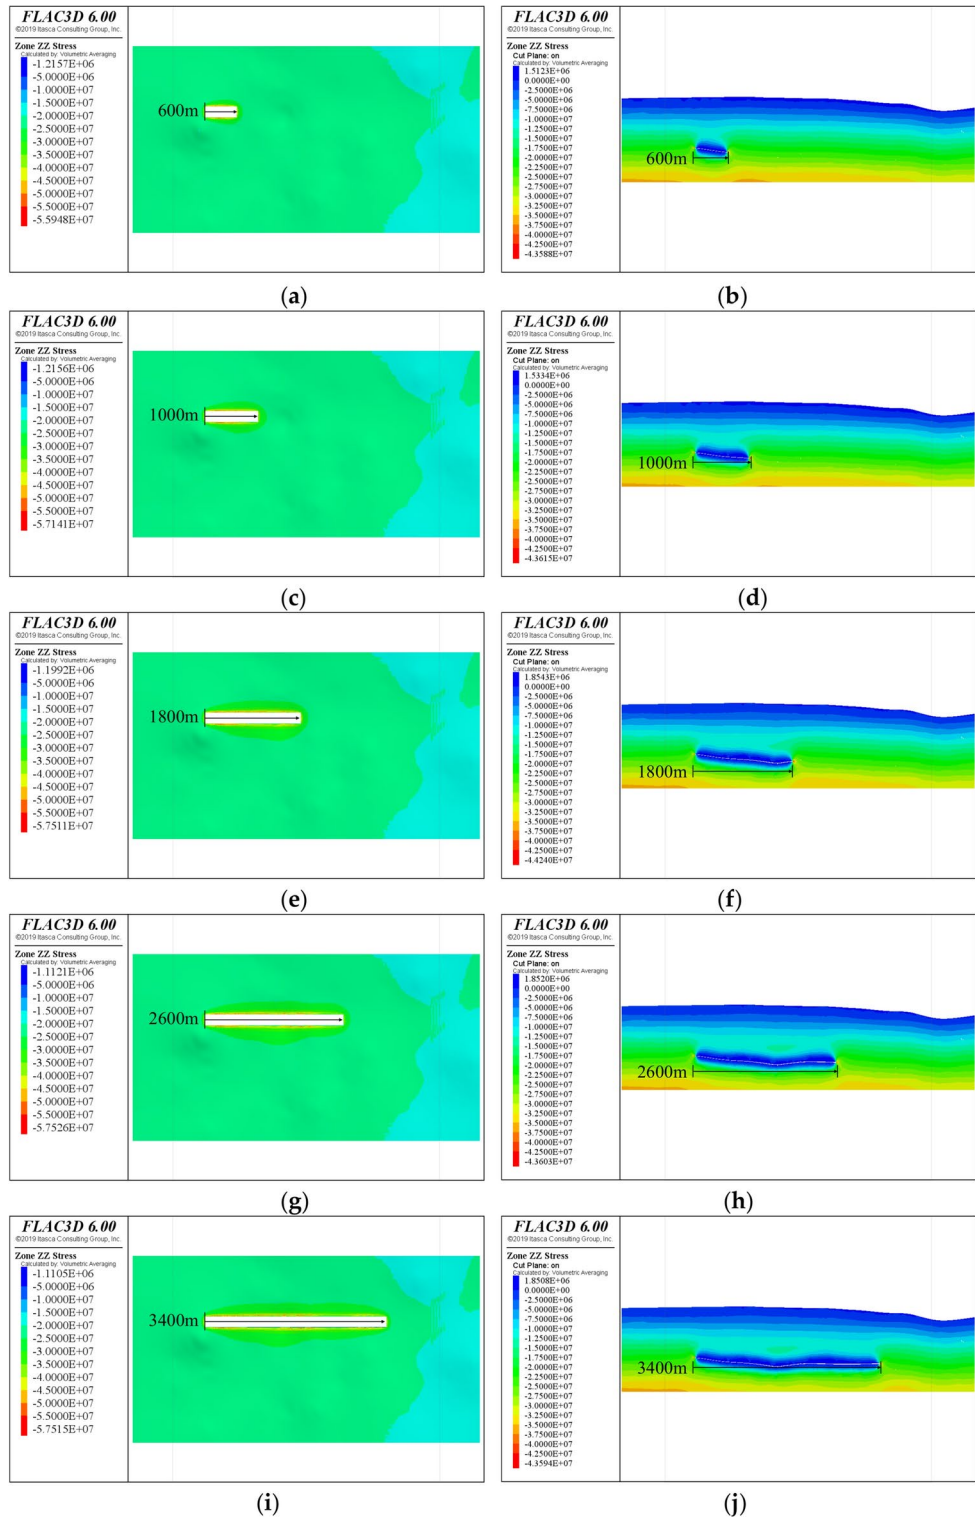 FLAC3D 6.00
©2019 Itasca Consulting Group, Inc.
Zone ZZ Stress
Calculated by: Volumetric Averaging
-1.2157E+06
-5.0000E+06
-1.0000E+07
-1.5000E+07
-2.0000E+07
-2.5000E+07
-3.0000E+07
-3.5000E+07
-4.0000E+07
-4.5000E+07
-5.0000E+07
-5.5000E+07
-5.5948E+07
600m
(a)
FLAC3D 6.00
©2019 Itasca Consulting Group, Inc.
Zone ZZ Stress
Cut Plane: on
Calculated by: Volumetric Averaging
1.5123E+06
0.0000E+00
-2.5000E+06
-5.0000E+06
-7.5000E+06
-1.0000E+07
-1.2500E+07
-1.5000E+07
-1.7500E+07
-2.0000E+07
-2.2500E+07
-2.5000E+07
-2.7500E+07
-3.0000E+07
-3.2500E+07
-3.5000E+07
-3.7500E+07
-4.0000E+07
-4.2500E+07
-4.3588E+07
600m
(b)
FLAC3D 6.00
©2019 Itasca Consulting Group, Inc.
Zone ZZ Stress
Calculated by: Volumetric Averaging
-1.2156E+06
-5.0000E+06
-1.0000E+07
-1.5000E+07
-2.0000E+07
-2.5000E+07
-3.0000E+07
-3.5000E+07
-4.0000E+07
-4.5000E+07
-5.0000E+07
-5.5000E+07
-5.7141E+07
1000m
(c)
FLAC3D 6.00
©2019 Itasca Consulting Group, Inc.
Zone ZZ Stress
Cut Plane: on
Calculated by: Volumetric Averaging
1.5334E+06
0.0000E+00
-2.5000E+06
-5.0000E+06
-7.5000E+06
-1.0000E+07
-1.2500E+07
-1.5000E+07
-1.7500E+07
-2.0000E+07
-2.2500E+07
-2.5000E+07
-2.7500E+07
-3.0000E+07
-3.2500E+07
-3.5000E+07
-3.7500E+07
-4.0000E+07
-4.2500E+07
-4.3615E+07
1000m
(d)
FLAC3D 6.00
©2019 Itasca Consulting Group, Inc.
Zone ZZ Stress
Calculated by: Volumetric Averaging
-1.1992E+06
-5.0000E+06
-1.0000E+07
-1.5000E+07
-2.0000E+07
-2.5000E+07
-3.0000E+07
-3.5000E+07
-4.0000E+07
-4.5000E+07
-5.0000E+07
-5.5000E+07
-5.7511E+07
1800m
(e)
FLAC3D 6.00
©2019 Itasca Consulting Group, Inc.
Zone ZZ Stress
Cut Plane: on
Calculated by: Volumetric Averaging
1.8543E+06
0.0000E+00
-2.5000E+06
-5.0000E+06
-7.5000E+06
-1.0000E+07
-1.2500E+07
-1.5000E+07
-1.7500E+07
-2.0000E+07
-2.2500E+07
-2.5000E+07
-2.7500E+07
-3.0000E+07
-3.2500E+07
-3.5000E+07
-3.7500E+07
-4.0000E+07
-4.2500E+07
-4.4240E+07
1800m
(f)
FLAC3D 6.00
©2019 Itasca Consulting Group, Inc.
Zone ZZ Stress
Calculated by: Volumetric Averaging
-1.1121E+06
-5.0000E+06
-1.0000E+07
-1.5000E+07
-2.0000E+07
-2.5000E+07
-3.0000E+07
-3.5000E+07
-4.0000E+07
-4.5000E+07
-5.0000E+07
-5.5000E+07
-5.7526E+07
2600m
(g)
FLAC3D 6.00
©2019 Itasca Consulting Group, Inc.
Zone ZZ Stress
Cut Plane: on
Calculated by: Volumetric Averaging
1.8520E+06
0.0000E+00
-2.5000E+06
-5.0000E+06
-7.5000E+06
-1.0000E+07
-1.2500E+07
-1.5000E+07
-1.7500E+07
-2.0000E+07
-2.2500E+07
-2.5000E+07
-2.7500E+07
-3.0000E+07
-3.2500E+07
-3.5000E+07
-3.7500E+07
-4.0000E+07
-4.2500E+07
-4.3603E+07
2600m
(h)
FLAC3D 6.00
©2019 Itasca Consulting Group, Inc.
Zone ZZ Stress
Calculated by: Volumetric Averaging
-1.1105E+06
-5.0000E+06
-1.0000E+07
-1.5000E+07
-2.0000E+07
-2.5000E+07
-3.0000E+07
-3.5000E+07
-4.0000E+07
-4.5000E+07
-5.0000E+07
-5.5000E+07
-5.7515E+07
3400m
(i)
FLAC3D 6.00
©2019 Itasca Consulting Group, Inc.
Zone ZZ Stress
Cut Plane: on
Calculated by: Volumetric Averaging
1.8508E+06
0.0000E+00
-2.5000E+06
-5.0000E+06
-7.5000E+06
-1.0000E+07
-1.2500E+07
-1.5000E+07
-1.7500E+07
-2.0000E+07
-2.2500E+07
-2.5000E+07
-2.7500E+07
-3.0000E+07
-3.2500E+07
-3.5000E+07
-3.7500E+07
-4.0000E+07
-4.2500E+07
-4.3594E+07
3400m
(j)